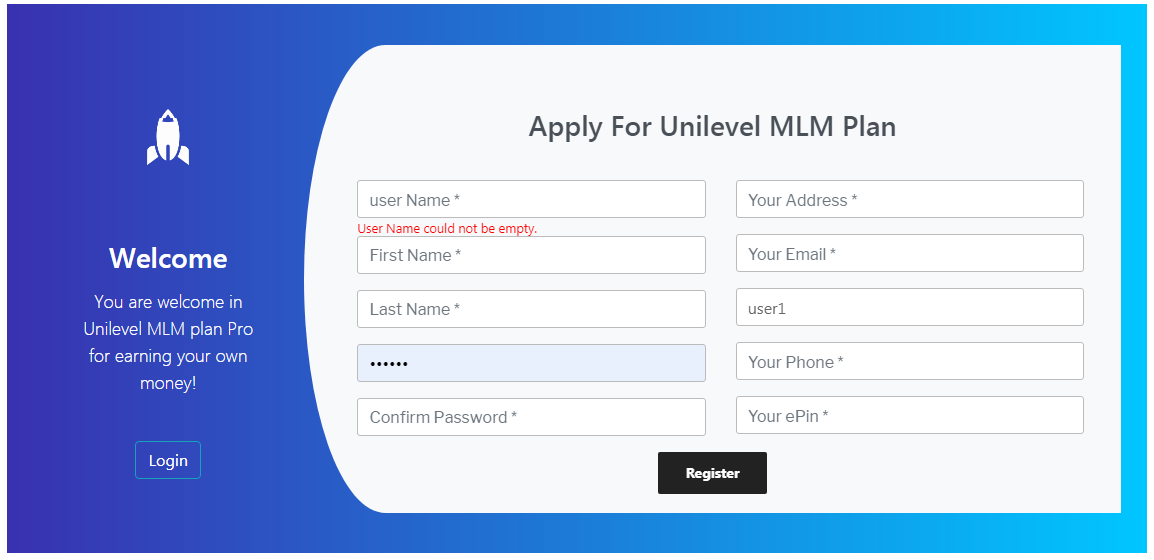 Welcome
You are welcome in
Unilevel MLM plan Pro
for earning your own
money!
Login
Apply For Unilevel MLM Plan
user Name *
User Name could not be empty.
First Name *
Last Name *
••••••
Confirm Password *
Your Address *
Your Email *
user1
Your Phone *
Your ePin *
Register